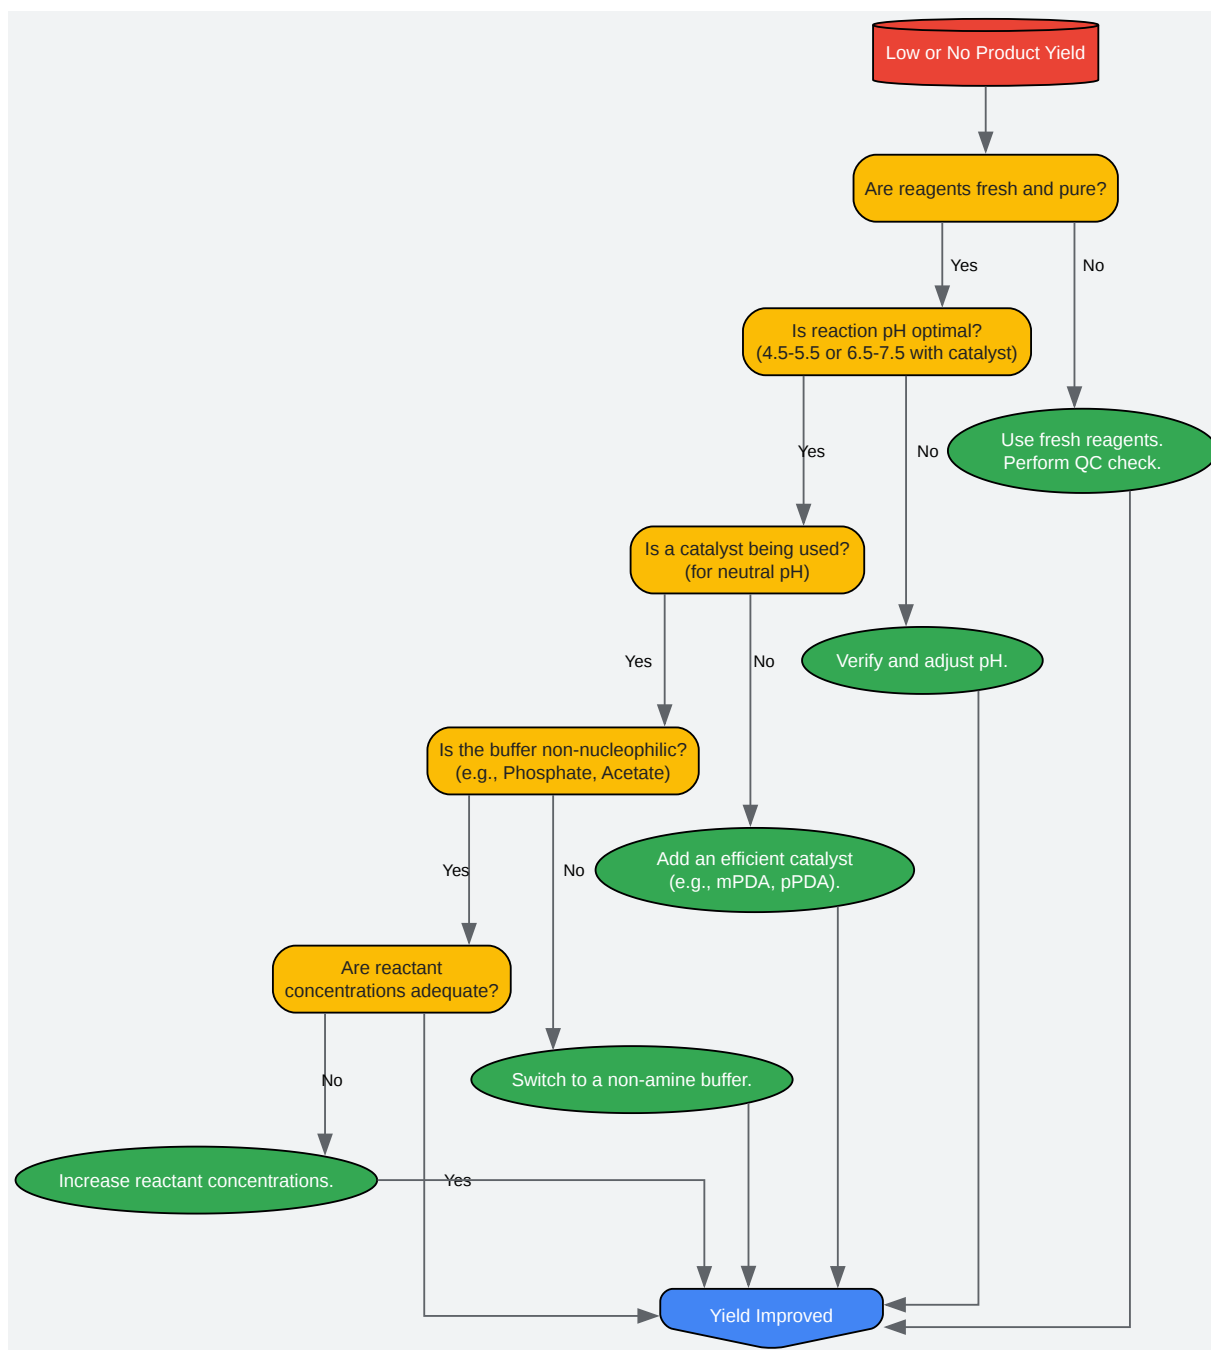 Low or No Product Yield
Are reagents fresh and pure?
Yes
No
Is reaction pH optimal?
(4.5-5.5 or 6.5-7.5 with catalyst)
Use fresh reagents.
Perform QC check.
Yes
No
Is a catalyst being used?
(for neutral pH)
Verify and adjust pH.
Yes
No
Is the buffer non-nucleophilic?
(e.g., Phosphate, Acetate)
Add an efficient catalyst
(e.g., mPDA, pPDA).
Yes
No
Are reactant
concentrations adequate?
Switch to a non-amine buffer.
No
Increase reactant concentrations.
Yes
Yield Improved